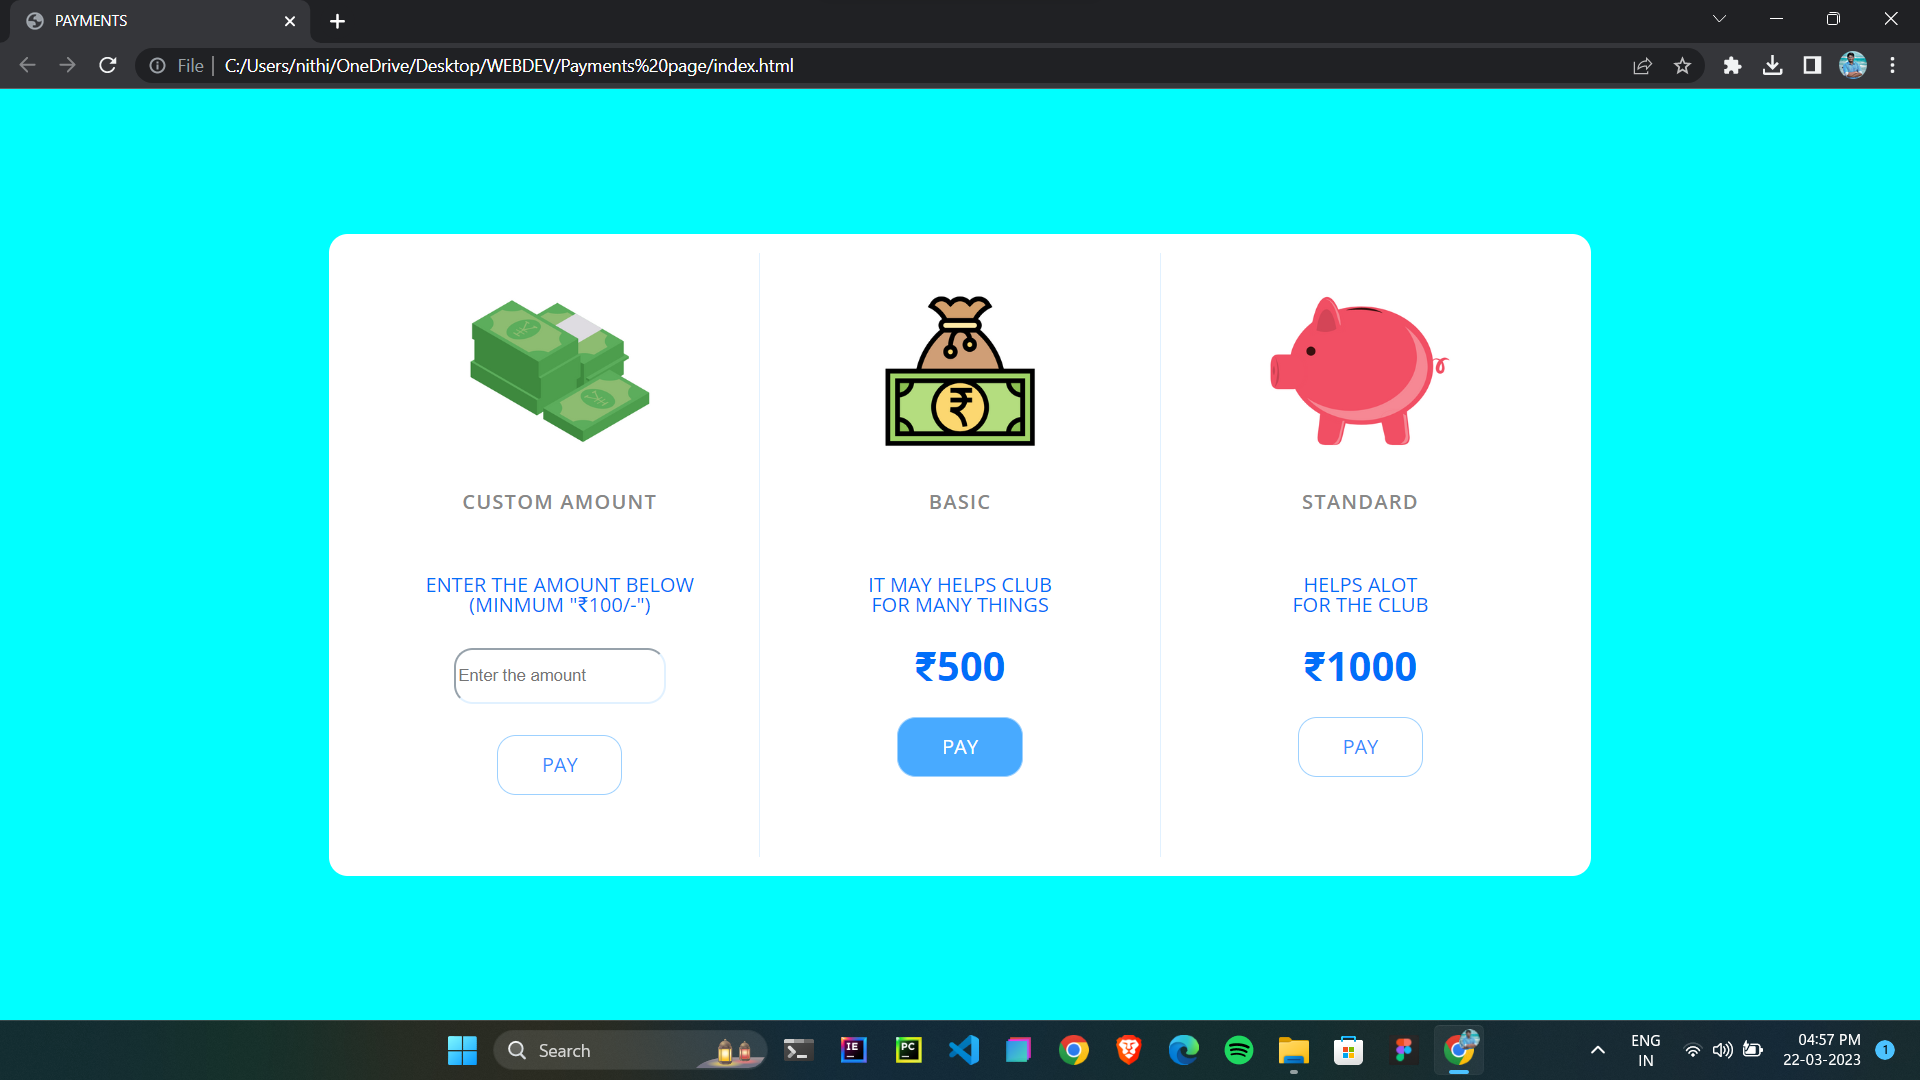 PAYMENTS
File
C:/Users/nithi/OneDrive/Desktop/WEBDEV/Payments%20page/index.html
₹
CUSTOM AMOUNT
BASIC
STANDARD
ENTER THE AMOUNT BELOW
(MINMUM "₹100/-")
IT MAY HELPS CLUB
FOR MANY THINGS
HELPS ALOT
FOR THE CLUB
Enter the amount
₹500
₹1000
PAY
PAY
PAY
Search
IE
PC
ENG
IN
04:57 PM
22-03-2023
1